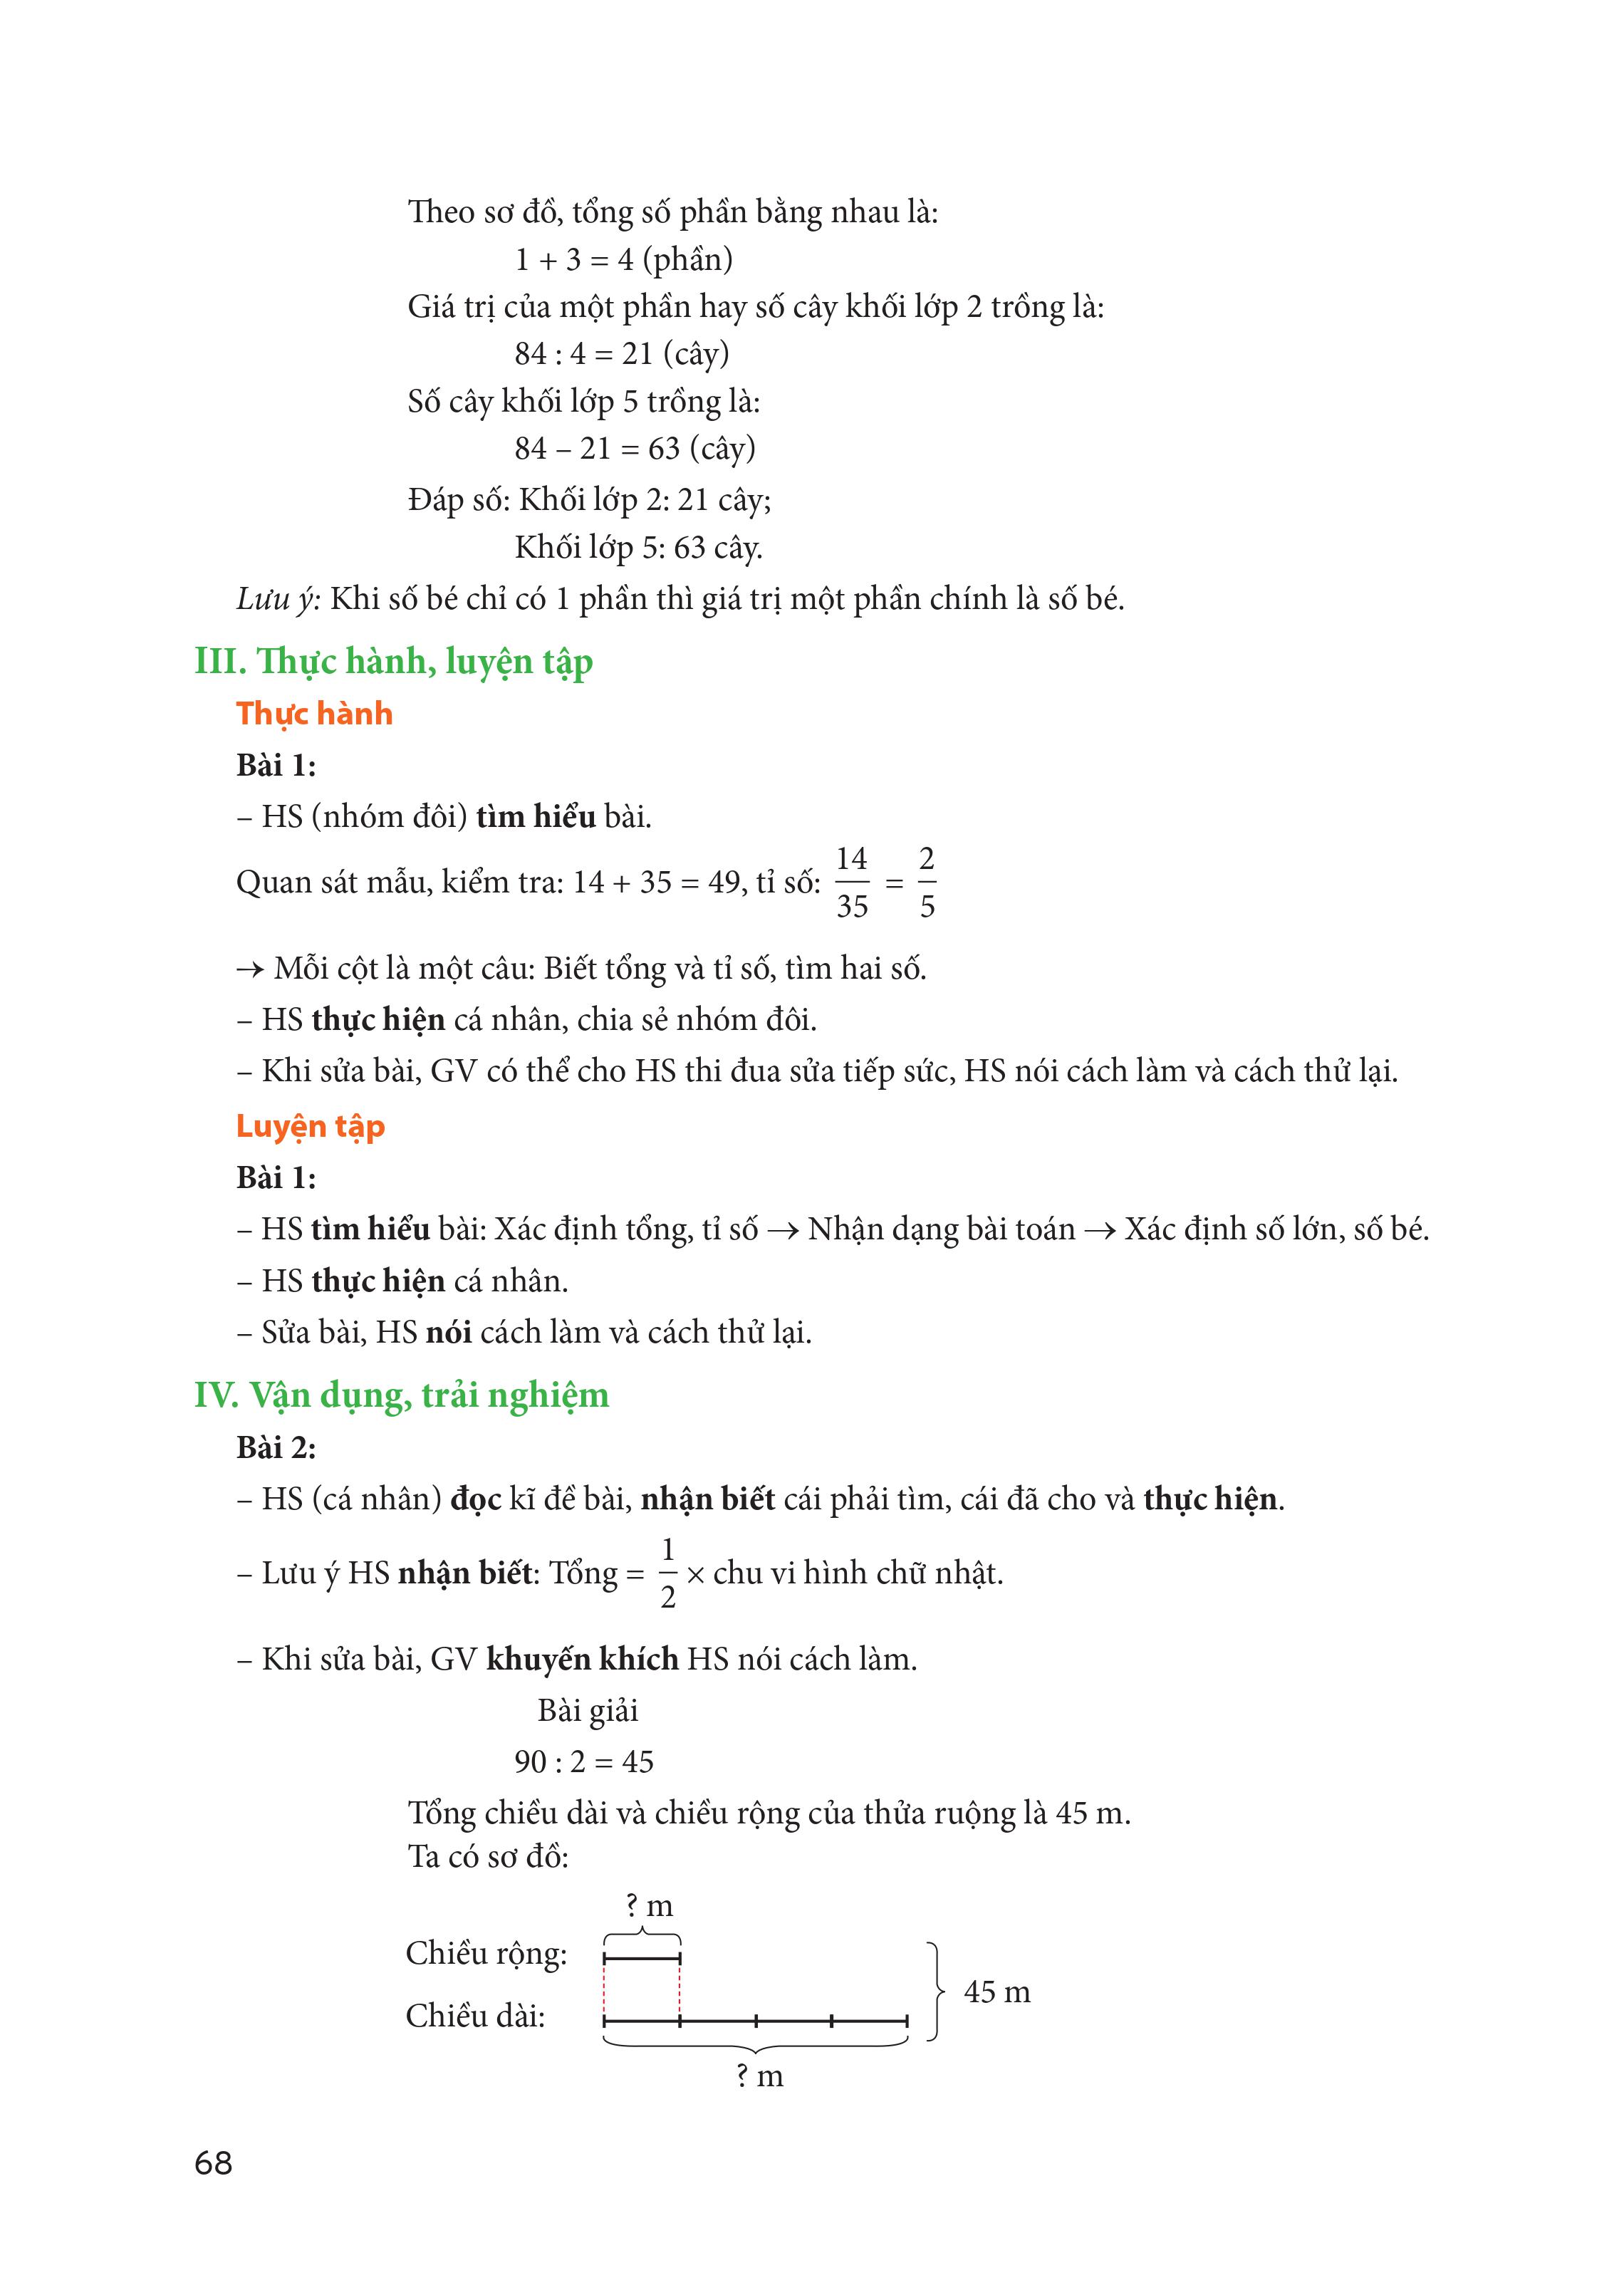 Theo sơ đồ, tổng số phần bằng nhau là:
1 + 3 = 4 (phần)
Giá trị của một phần hay số cây khối lớp 2 trồng là:
84 : 4 = 21 (cây)
Số cây khối lớp 5 trồng là:
84 – 21 = 63 (cây)
Đáp số: Khối lớp 2: 21 cây;
Khối lớp 5: 63 cây.
Lưu ý: Khi số bé chỉ có 1 phần thì giá trị một phần chính là số bé.
III. Thực hành, luyện tập
Thực hành
Bài 1:
– HS (nhóm đôi) tìm hiểu bài.
Quan sát mẫu, kiểm tra: 14 + 35 = 49, tỉ số: 14/35 = 2/5
→ Mỗi cột là một câu: Biết tổng và tỉ số, tìm hai số.
– HS thực hiện cá nhân, chia sẻ nhóm đôi.
– Khi sửa bài, GV có thể cho HS thi đua sửa tiếp sức, HS nói cách làm và cách thử lại.
Luyện tập
Bài 1:
– HS tìm hiểu bài: Xác định tổng, tỉ số → Nhận dạng bài toán → Xác định số lớn, số bé.
– HS thực hiện cá nhân.
– Sửa bài, HS nói cách làm và cách thử lại.
IV. Vận dụng, trải nghiệm
Bài 2:
– HS (cá nhân) đọc kĩ đề bài, nhận biết cái phải tìm, cái đã cho và thực hiện.
– Lưu ý HS nhận biết: Tổng = 1/2 × chu vi hình chữ nhật.
– Khi sửa bài, GV khuyến khích HS nói cách làm.
Bài giải
90 : 2 = 45
Tổng chiều dài và chiều rộng của thửa ruộng là 45 m.
Ta có sơ đồ:
? m
Chiều rộng:
45 m
Chiều dài:
? m
68